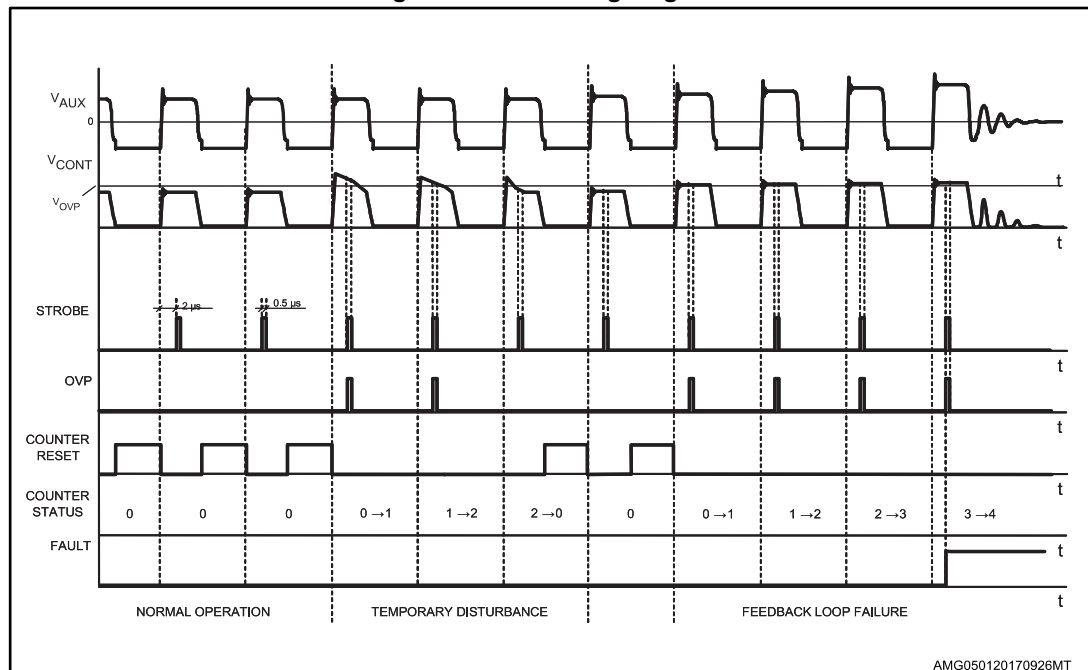 V_AUX
0
V_CONT
t
V_OVP
t
2 µs
0.5 µs
STROBE
t
OVP
t
COUNTER
RESET
t
COUNTER
STATUS
0 0 0 0→1 1→2 2→0 0 0→1 1→2 2→3 3→4
FAULT
t
t
NORMAL OPERATION TEMPORARY DISTURBANCE FEEDBACK LOOP FAILURE
AMG050120170926MT